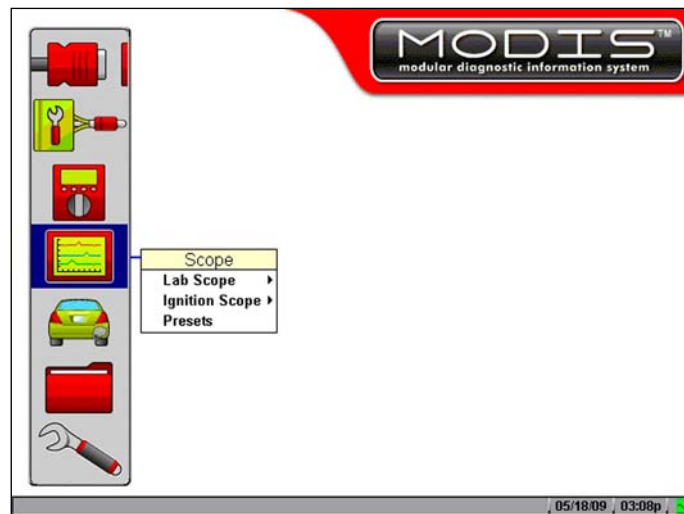 MODIS™
modular diagnostic information system
Scope
Lab Scope
Ignition Scope
Presets
05/18/09 03:08p